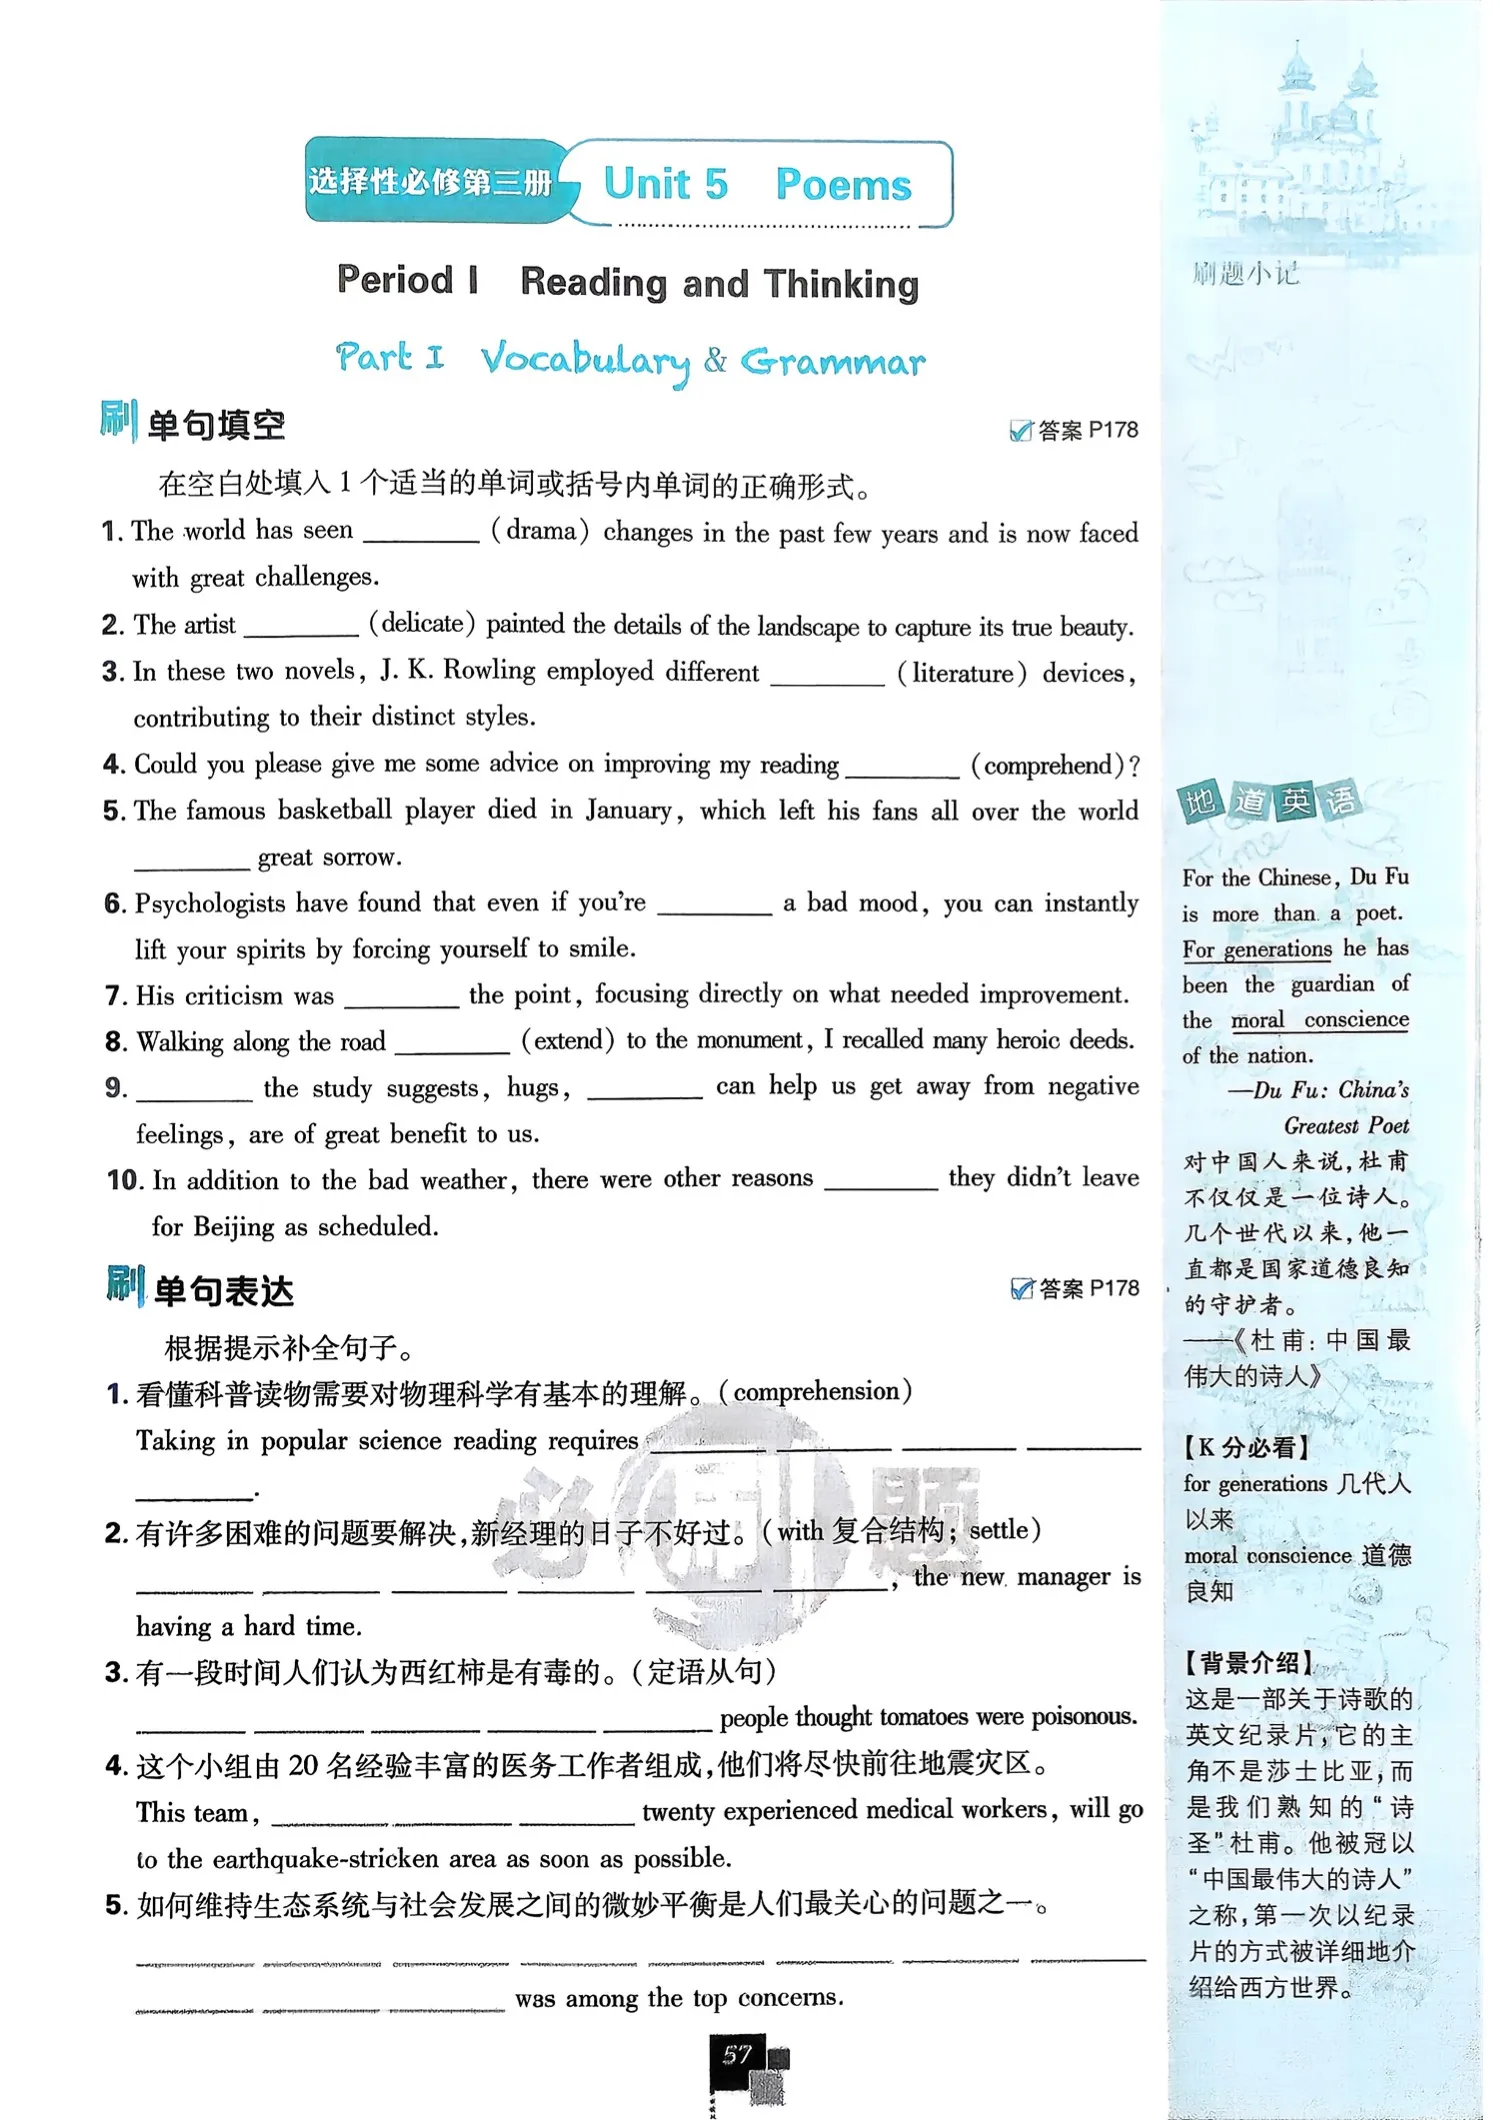 选择性必修第三册 Unit 5 Poems
Period I Reading and Thinking
Part I Vocabulary & Grammar
刷 单句填空 答案 P178
在空白处填入 1 个适当的单词或括号内单词的正确形式。
1. The world has seen ________ (drama) changes in the past few years and is now faced
with great challenges.
2. The artist ________ (delicate) painted the details of the landscape to capture its true beauty.
3. In these two novels, J. K. Rowling employed different ________ (literature) devices,
contributing to their distinct styles.
4. Could you please give me some advice on improving my reading ________ (comprehend)?
5. The famous basketball player died in January, which left his fans all over the world
________ great sorrow.
6. Psychologists have found that even if you're ________ a bad mood, you can instantly
lift your spirits by forcing yourself to smile.
7. His criticism was ________ the point, focusing directly on what needed improvement.
8. Walking along the road ________ (extend) to the monument, I recalled many heroic deeds.
9. ________ the study suggests, hugs, ________ can help us get away from negative
feelings, are of great benefit to us.
10. In addition to the bad weather, there were other reasons ________ they didn't leave
for Beijing as scheduled.
刷 单句表达 答案 P178
根据提示补全句子。
1. 看懂科普读物需要对物理科学有基本的理解。(comprehension)
Taking in popular science reading requires ________ ________ ________ ________
________.
2. 有许多困难的问题要解决,新经理的日子不好过。(with 复合结构; settle)
________ ________ ________ ________ ________ ________, the new manager is
having a hard time.
3. 有一段时间人们认为西红柿是有毒的。(定语从句)
________ ________ ________ ________ ________ people thought tomatoes were poisonous.
4. 这个小组由 20 名经验丰富的医务工作者组成,他们将尽快前往地震灾区。
This team, ________ ________ ________ twenty experienced medical workers, will go
to the earthquake-stricken area as soon as possible.
5. 如何维持生态系统与社会发展之间的微妙平衡是人们最关心的问题之一。
________ ________ ________ ________ ________ ________ ________ ________
________ ________ ________ was among the top concerns.
57
刷题小记
地道英语
For the Chinese, Du Fu
is more than a poet.
For generations he has
been the guardian of
the moral conscience
of the nation.
—Du Fu: China's
Greatest Poet
对中国人来说,杜甫
不仅仅是一位诗人。
几个世代以来,他一
直都是国家道德良知
的守护者。
——《杜甫:中国最
伟大的诗人》
【K 分必看】
for generations 几代人
以来
moral conscience 道德
良知
【背景介绍】
这是一部关于诗歌的
英文纪录片,它的主
角不是莎士比亚,而
是我们熟知的“诗
圣”杜甫。他被冠以
“中国最伟大的诗人”
之称,第一次以纪录
片的方式被详细地介
绍给西方世界。
必刷题